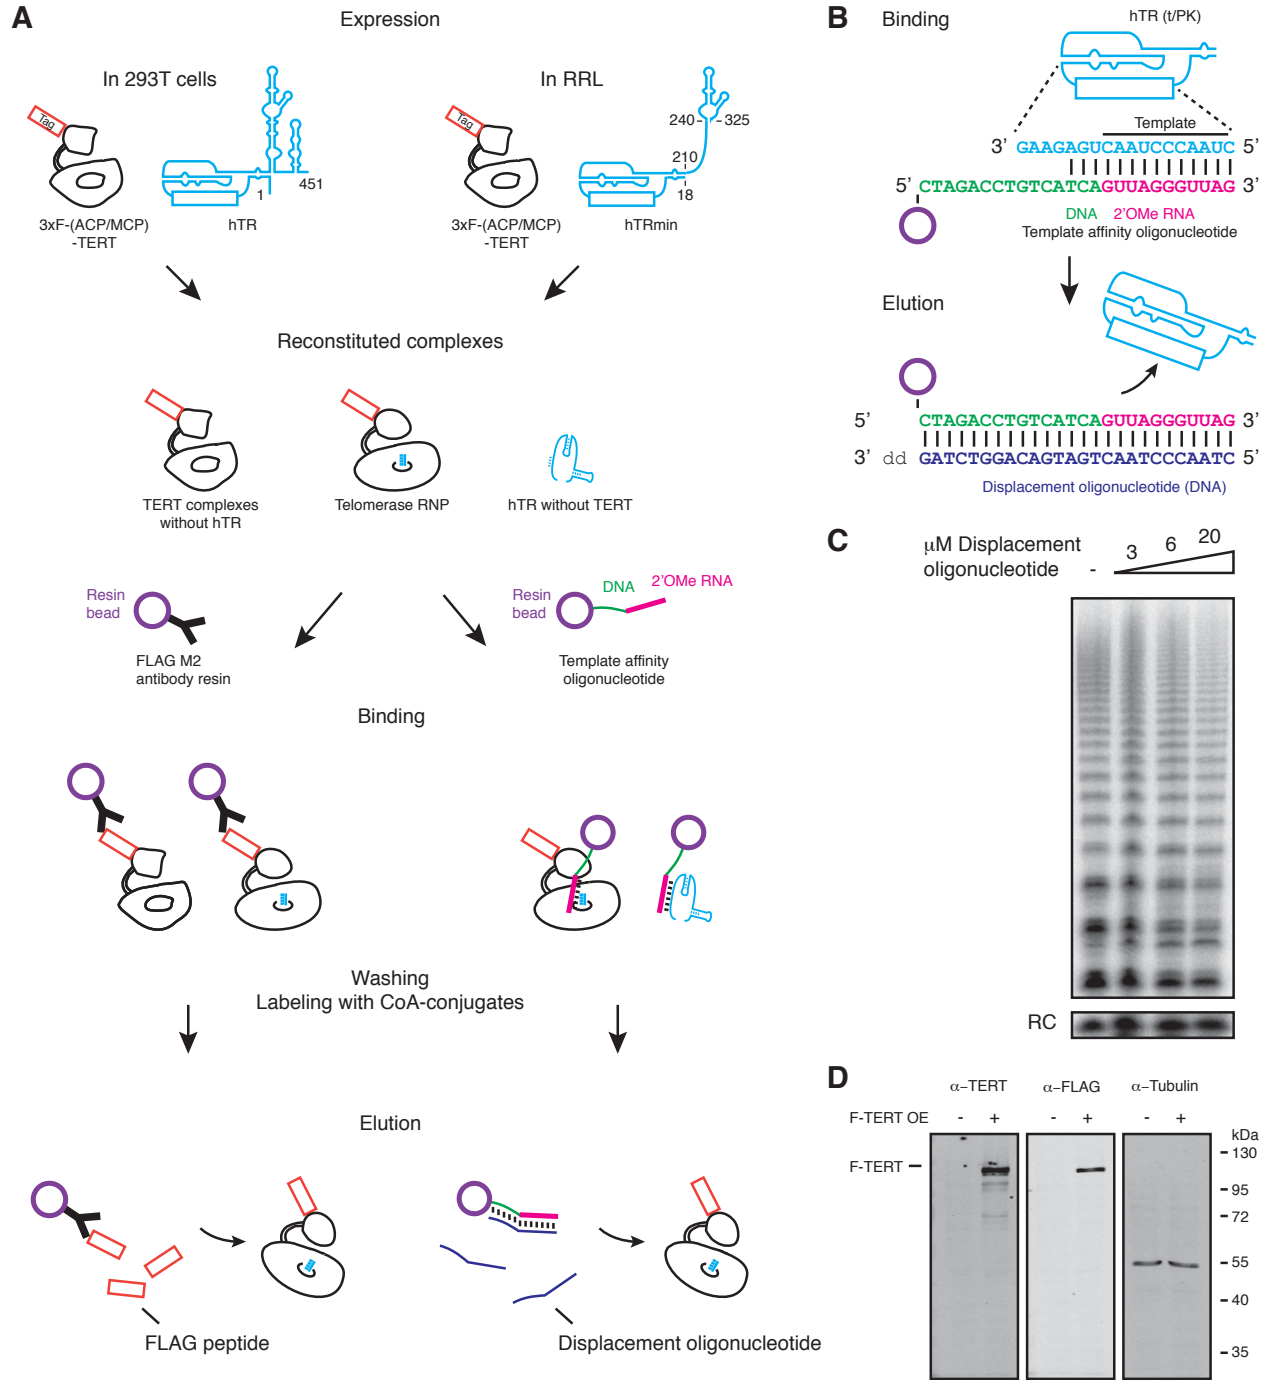 A
Expression
In 293T cells
In RRL
Tag
Tag
240
325
210
1
451
18
3xF-(ACP/MCP)
-TERT
hTR
3xF-(ACP/MCP)
-TERT
hTRmin
Reconstituted complexes
TERT complexes
without hTR
Telomerase RNP
hTR without TERT
Resin
bead
FLAG M2
antibody resin
Resin
bead
DNA
2'OMe RNA
Template affinity
oligonucleotide
Binding
Washing
Labeling with CoA-conjugates
Elution
FLAG peptide
Displacement oligonucleotide
B
Binding
hTR (t/PK)
Template
3' GAAGAGUCAAUCCCAAUC 5'
5' CTAGACCTGTCATCAGUUAGGGUUAG 3'
DNA 2'OMe RNA
Template affinity oligonucleotide
Elution
5' CTAGACCTGTCATCAGUUAGGGUUAG 3'
3' dd GATCTGGACAGTAGTCAATCCCAATC 5'
Displacement oligonucleotide (DNA)
C
μM Displacement
oligonucleotide
- 3 6 20
RC
D
α-TERT α-FLAG α-Tubulin
F-TERT OE - + - + - +
kDa
F-TERT
130
95
72
55
40
35